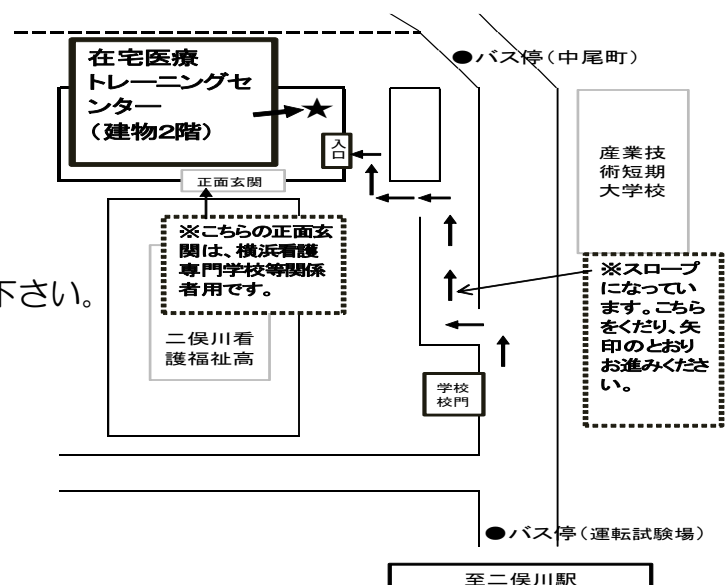 在宅医療
トレーニングセ
ンター
（建物2階）
★
●バス停（中尾町）
入口
正面玄関
産業技
術短期
大学校
※こちらの正面玄
関は、横浜看護
専門学校等関係
者用です。
下さい。
二俣川看
護福祉高
※スロープ
になってい
ます。こちら
をくだり、矢
印のとおり
お進みくださ
い。
学校
校門
●バス停（運転試験場）
至二俣川駅